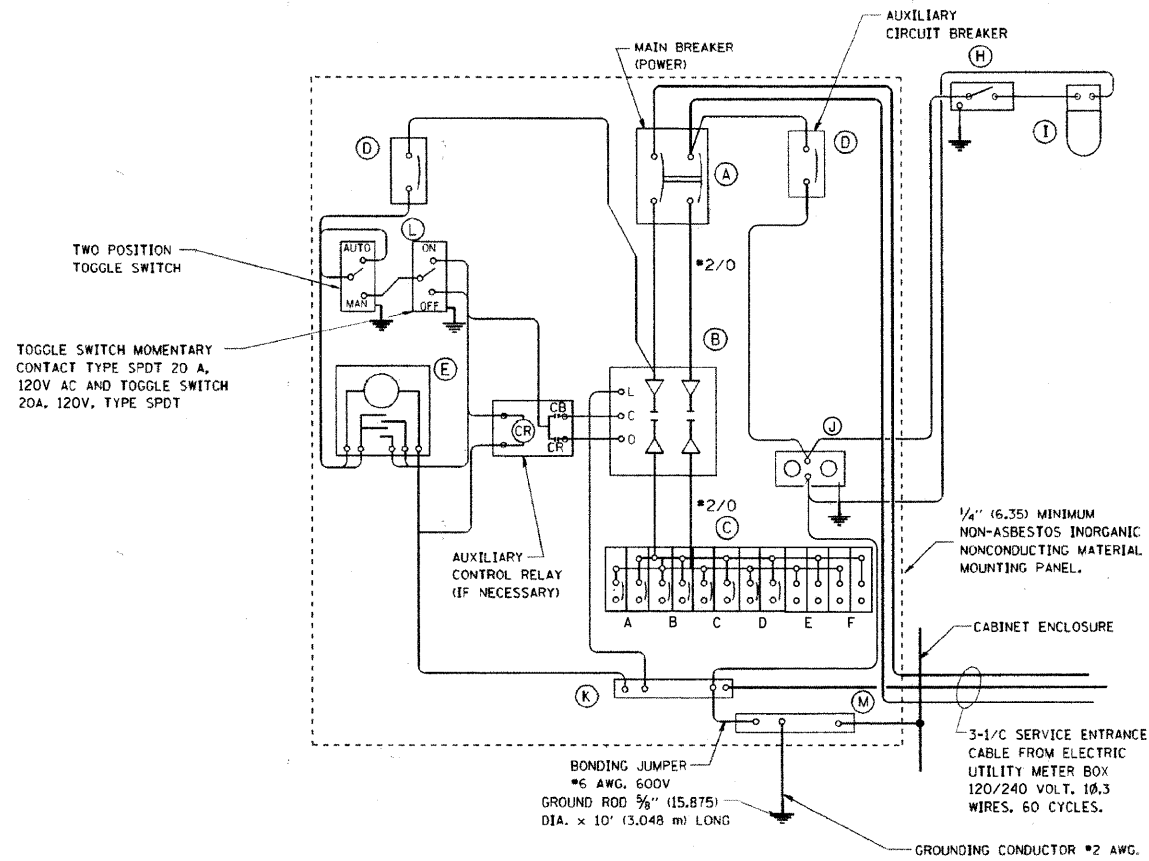 AUXILIARY
CIRCUIT BREAKER
MAIN BREAKER
(POWER)
H
I
D
D
A
L
TWO POSITION
TOGGLE SWITCH
AUTO
MAN
ON
OFF
#2/0
B
TOGGLE SWITCH MOMENTARY
CONTACT TYPE SPDT 20 A,
120V AC AND TOGGLE SWITCH
20A, 120V, TYPE SPDT
E
L
C
O
CB
CR
CR
J
#2/0
C
1/4" (6.35) MINIMUM
NON-ASBESTOS INORGANIC
NONCONDUCTING MATERIAL
MOUNTING PANEL.
AUXILIARY
CONTROL RELAY
(IF NECESSARY)
A B C D E F
CABINET ENCLOSURE
K
M
BONDING JUMPER
#6 AWG, 600V
GROUND ROD 5/8" (15.875)
DIA. x 10' (3.048 m) LONG
3-1/C SERVICE ENTRANCE
CABLE FROM ELECTRIC
UTILITY METER BOX
120/240 VOLT, 1Ø,3
WIRES, 60 CYCLES.
GROUNDING CONDUCTOR #2 AWG.